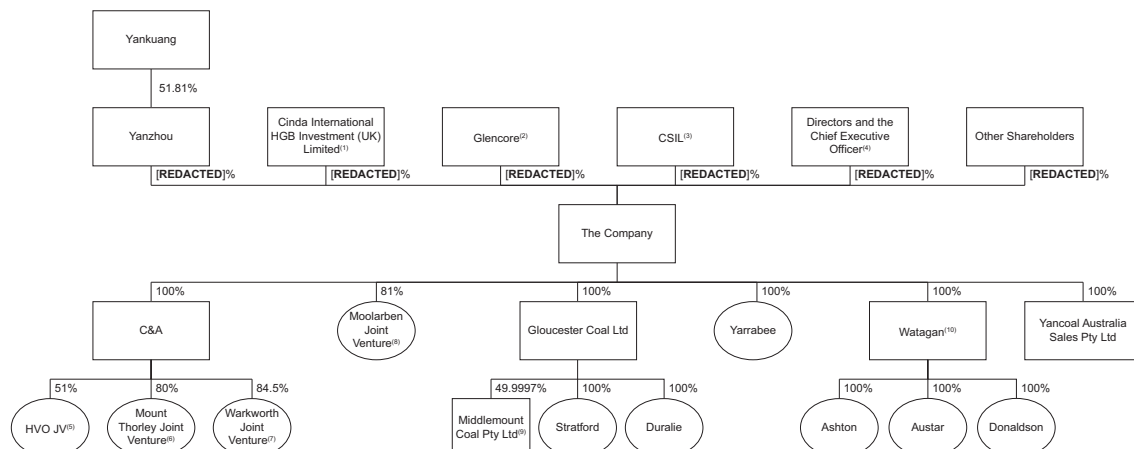 Yankuang
51.81%
Yanzhou
Cinda International
HGB Investment (UK)
Limited(1)
Glencore(2)
CSIL(3)
Directors and the
Chief Executive
Officer(4)
Other Shareholders
[REDACTED]%
[REDACTED]%
[REDACTED]%
[REDACTED]%
[REDACTED]%
[REDACTED]%
The Company
100%
81%
100%
100%
100%
100%
C&A
Moolarben
Joint
Venture(8)
Gloucester Coal Ltd
Yarrabee
Watagan(10)
Yancoal Australia
Sales Pty Ltd
51%
80%
84.5%
49.9997%
100%
100%
100%
100%
100%
HVO JV(5)
Mount
Thorley Joint
Venture(6)
Warkworth
Joint
Venture(7)
Middlemount
Coal Pty Ltd(9)
Stratford
Duralie
Ashton
Austar
Donaldson